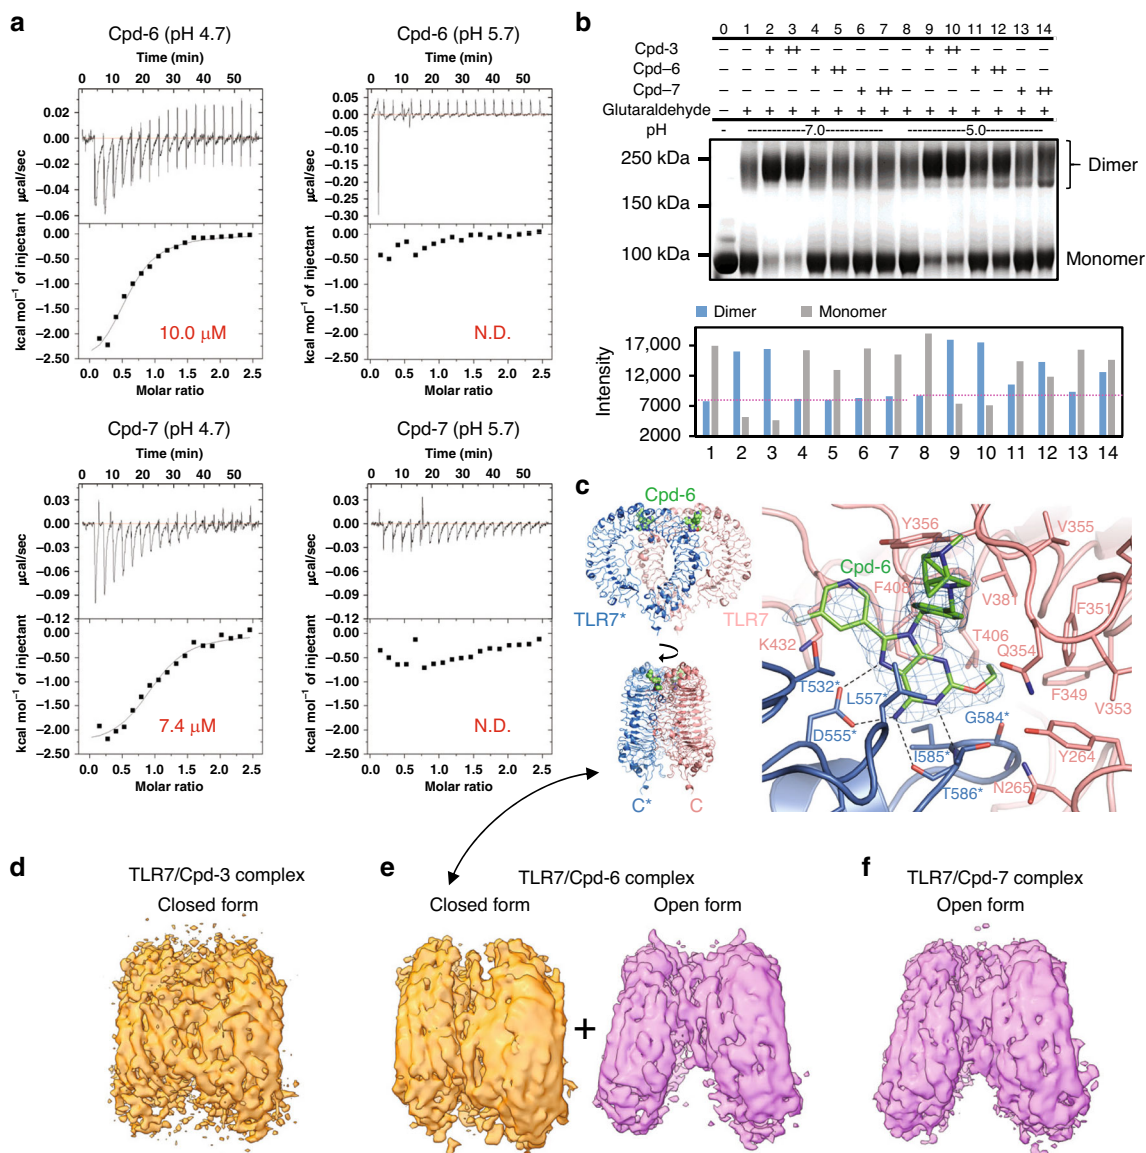 a
Cpd-6 (pH 4.7)
Time (min)
0 10 20 30 40 50
0.02
0.00
−0.02
−0.04
−0.06
µcal/sec
0.00
−0.50
−1.00
−1.50
−2.00
−2.50
kcal mol−1 of injectant
10.0 µM
0.0 0.5 1.0 1.5 2.0 2.5
Molar ratio
Cpd-6 (pH 5.7)
Time (min)
0 10 20 30 40 50
0.05
0.00
−0.05
−0.10
−0.15
−0.20
−0.25
−0.30
µcal/sec
0.00
−0.50
−1.00
−1.50
−2.00
−2.50
kcal mol−1 of injectant
N.D.
0.0 0.5 1.0 1.5 2.0 2.5
Molar ratio
Cpd-7 (pH 4.7)
Time (min)
0 10 20 30 40 50
0.03
0.00
−0.03
−0.06
−0.09
−0.12
µcal/sec
0.00
−0.50
−1.00
−1.50
−2.00
−2.50
kcal mol−1 of injectant
7.4 µM
0.0 0.5 1.0 1.5 2.0 2.5
Molar ratio
Cpd-7 (pH 5.7)
Time (min)
0 10 20 30 40 50
0.03
0.00
−0.03
−0.06
−0.09
−0.12
µcal/sec
0.00
−0.50
−1.00
−1.50
−2.00
−2.50
kcal mol−1 of injectant
N.D.
0.0 0.5 1.0 1.5 2.0 2.5
Molar ratio
b
0 1 2 3 4 5 6 7 8 9 10 11 12 13 14
Cpd-3 − − + ++ − − − − − + ++ − − − −
Cpd–6 − − − − + ++ − − − − − + ++ − −
Cpd–7 − − − − − − + ++ − − − − − + ++
Glutaraldehyde − + + + + + + + + + + + + + +
pH - ----------7.0------------ ----------5.0------------
250 kDa
150 kDa
100 kDa
Dimer
Monomer
Dimer Monomer
17,000
12,000
7000
2000
Intensity
1 2 3 4 5 6 7 8 9 10 11 12 13 14
c
Cpd-6
TLR7*
TLR7
C*
C
Y356
V355
Cpd-6
F408
V381
F351
K432
T406
Q354
T532*
L557*
F349
V353
D555*
G584*
I585*
Y264
T586*
N265
d
TLR7/Cpd-3 complex
Closed form
e
TLR7/Cpd-6 complex
Closed form
+
Open form
f
TLR7/Cpd-7 complex
Open form